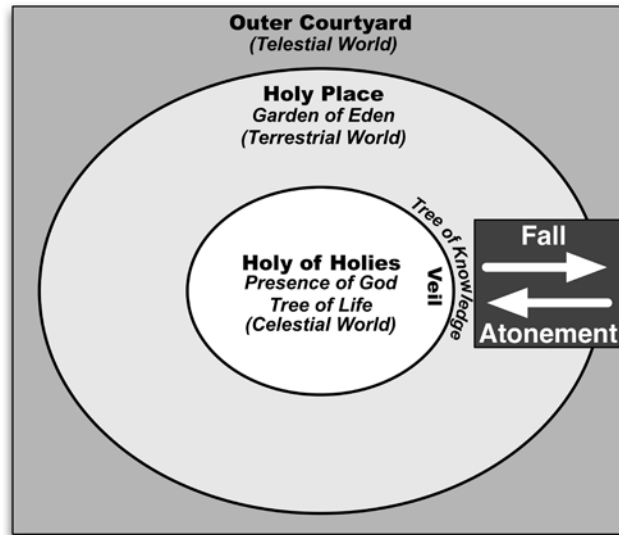 Outer Courtyard
(Telestial World)
Holy Place
Garden of Eden
(Terrestrial World)
Holy of Holies
Presence of God
Tree of Life
(Celestial World)
Veil
Tree of Knowledge
Fall
Atonement